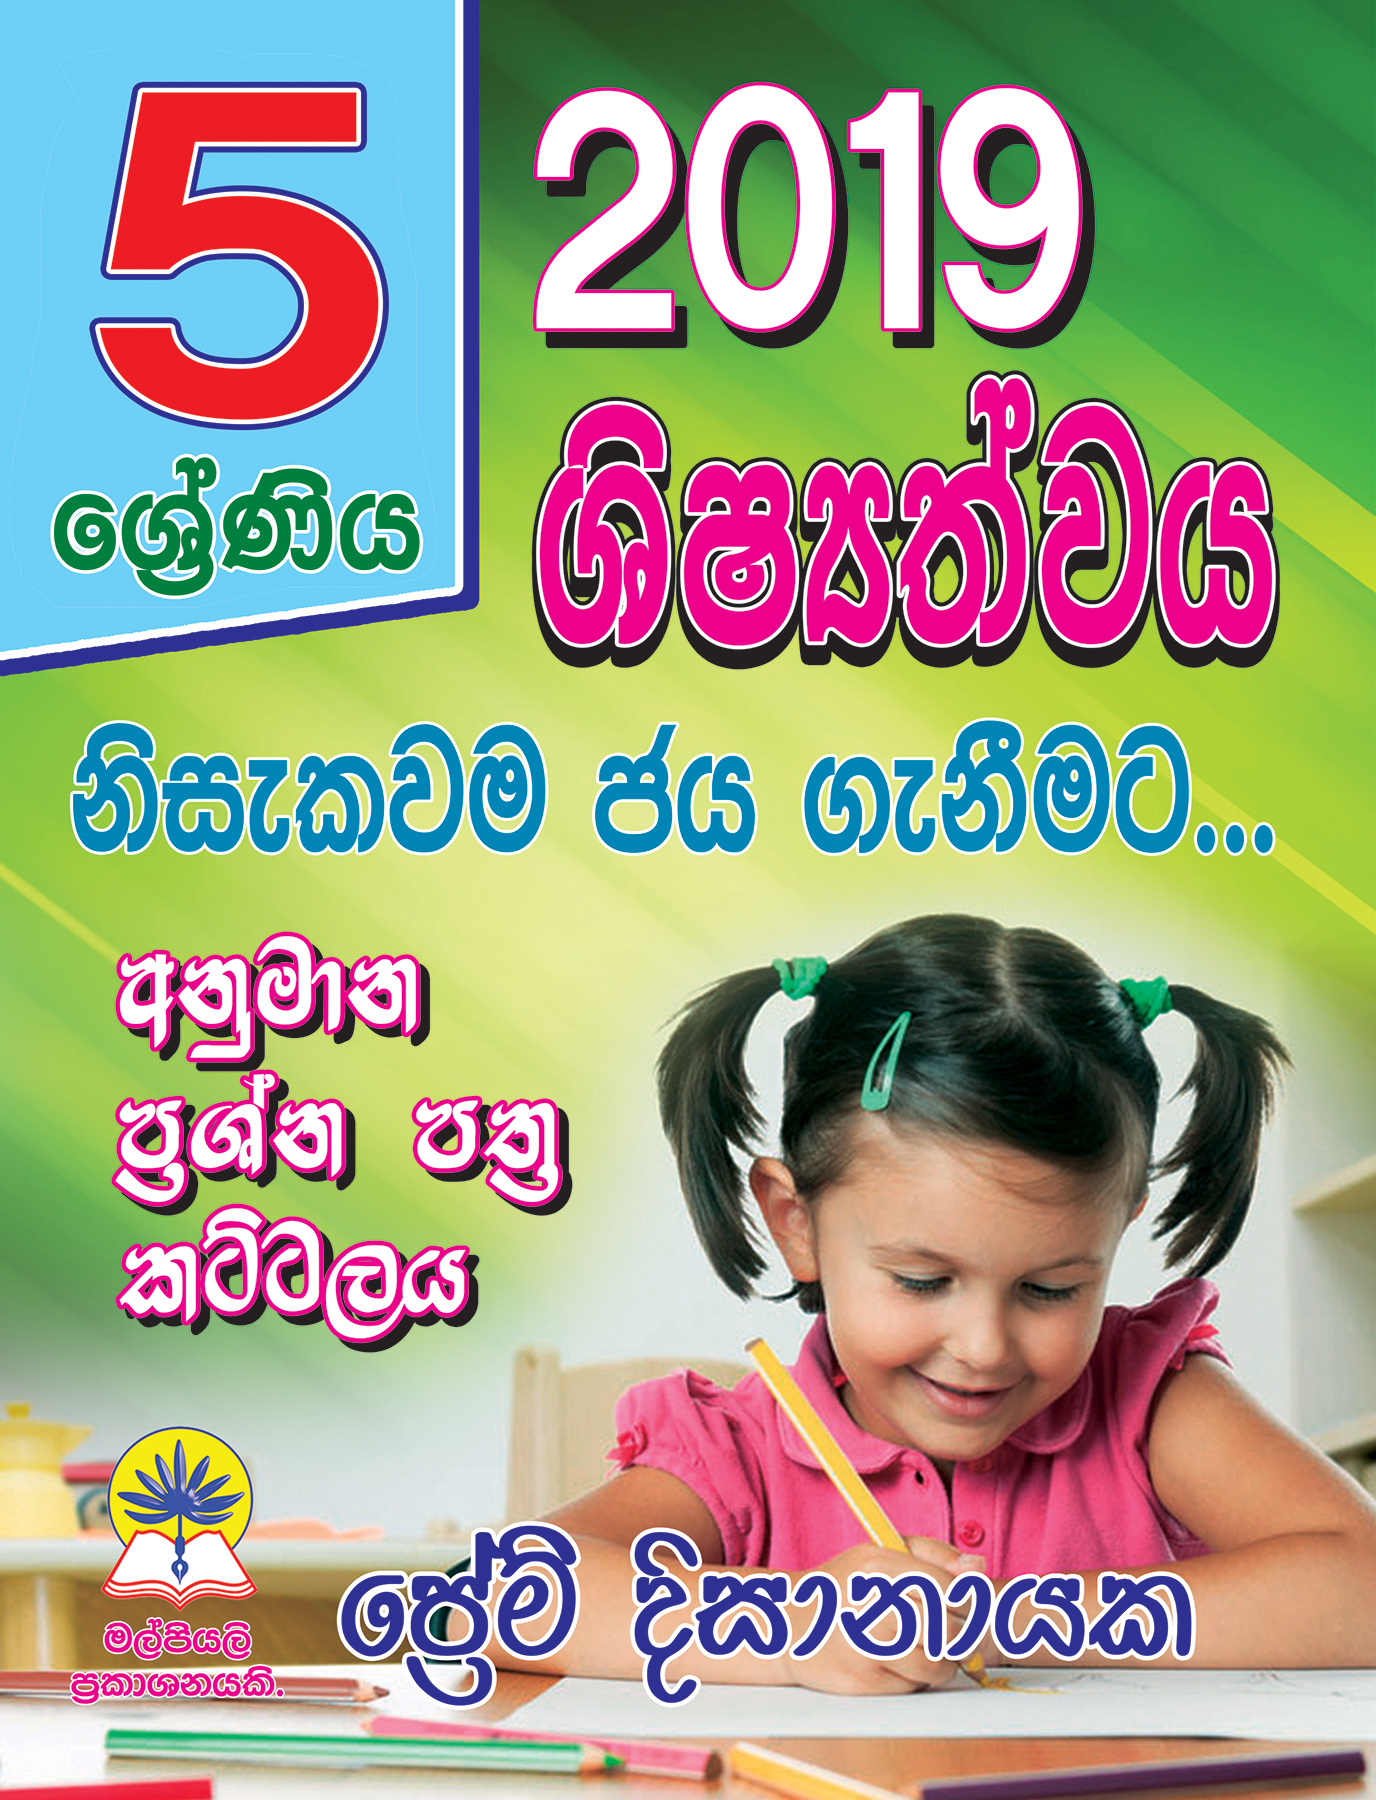 5
ශ්‍රේණිය
2019
ශිෂ්‍යත්වය
නිසැකවම ජය ගැනීමට...
අනුමාන
ප්‍රශ්න පත්‍ර
කට්ටලය
ප්‍රේම් දිසානායක
මල්පියලි
ප්‍රකාශනයකි.